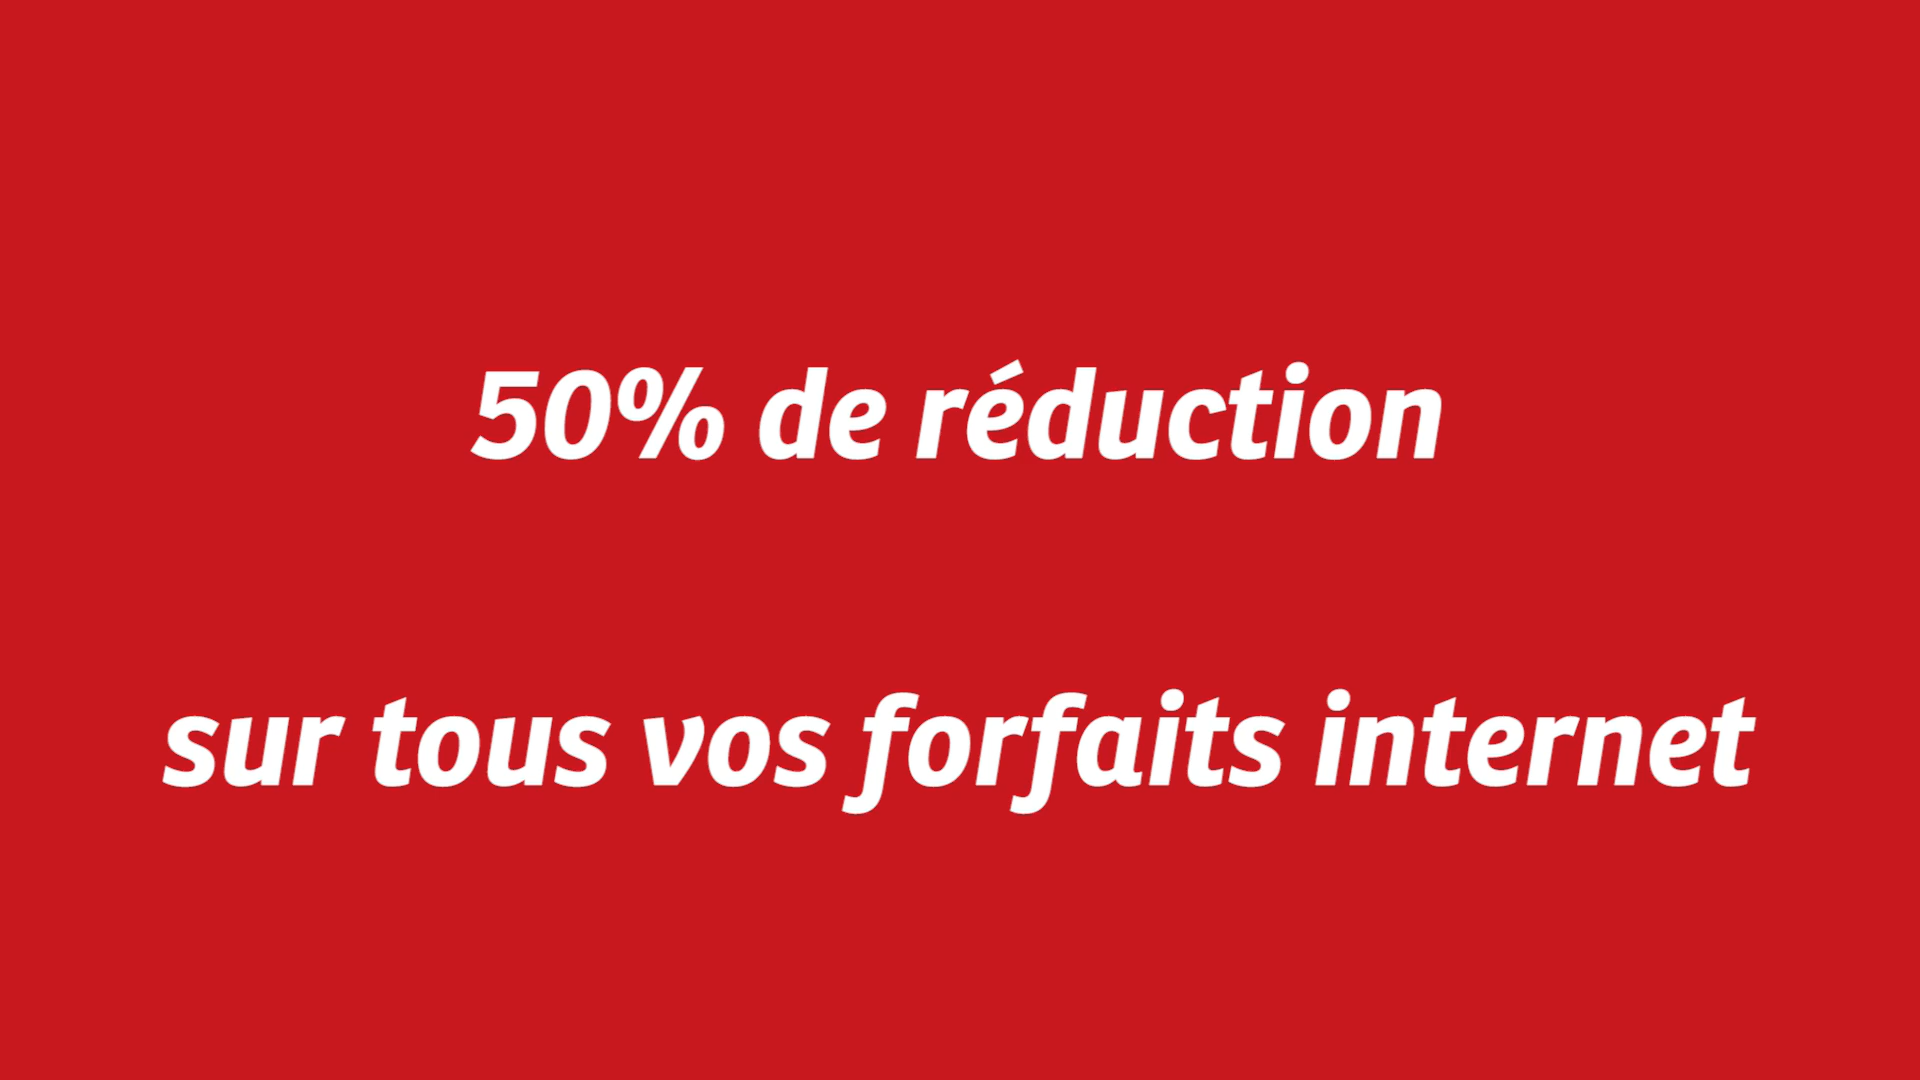 50% de réduction
sur tous vos forfaits internet